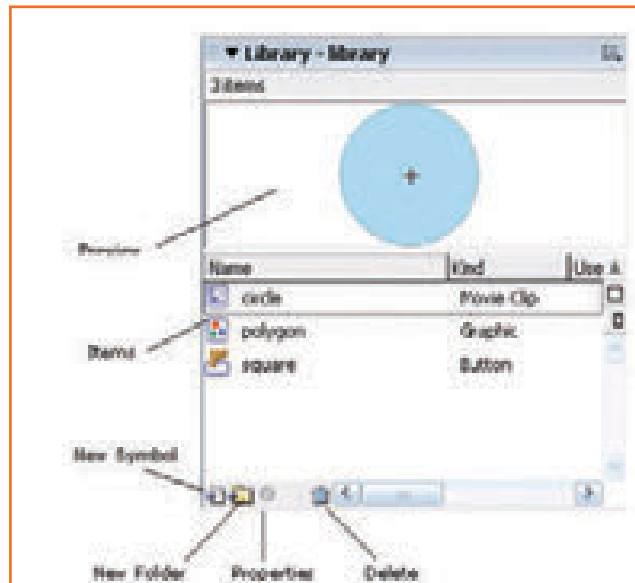 Library - library
3 items
Preview
Name Kind Use
circle Movie Clip
Items
polygon Graphic
square Button
New Symbol
New Folder Properties Delete